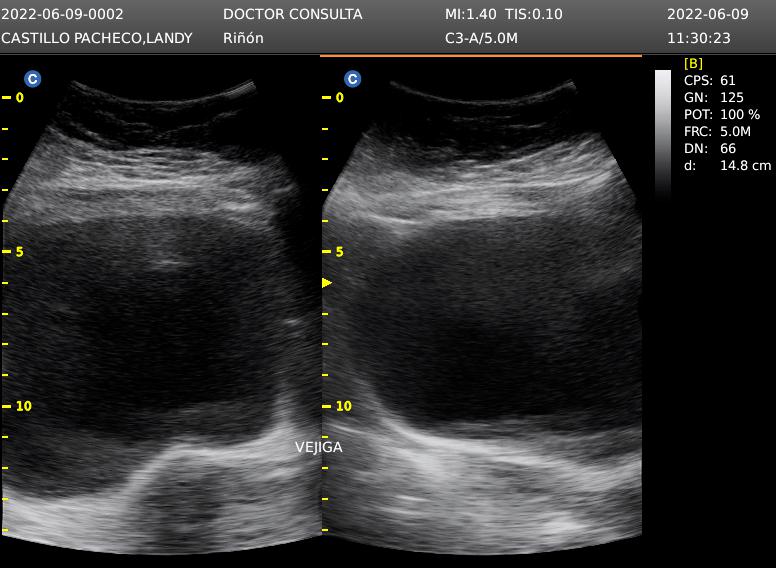 2022-06-09-0002 DOCTOR CONSULTA MI:1.40 TIS:0.10 2022-06-09
CASTILLO PACHECO,LANDY Riñón C3-A/5.0M 11:30:23
[B]
CPS: 61
GN: 125
POT: 100 %
FRC: 5.0M
DN: 66
d: 14.8 cm
C C
0 0
5 5
10 10
VEJIGA